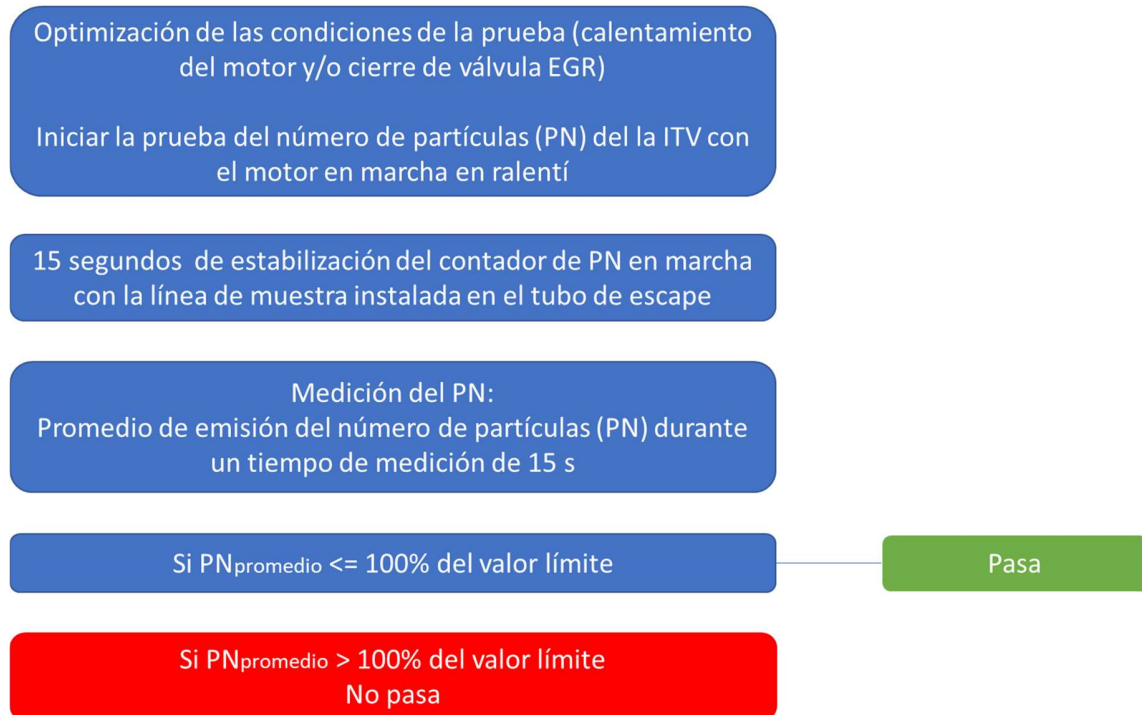 Optimización de las condiciones de la prueba (calentamiento
del motor y/o cierre de válvula EGR)
Iniciar la prueba del número de partículas (PN) del la ITV con
el motor en marcha en ralentí
15 segundos de estabilización del contador de PN en marcha
con la línea de muestra instalada en el tubo de escape
Medición del PN:
Promedio de emisión del número de partículas (PN) durante
un tiempo de medición de 15 s
Si PNpromedio <= 100% del valor límite
Pasa
Si PNpromedio > 100% del valor límite
No pasa